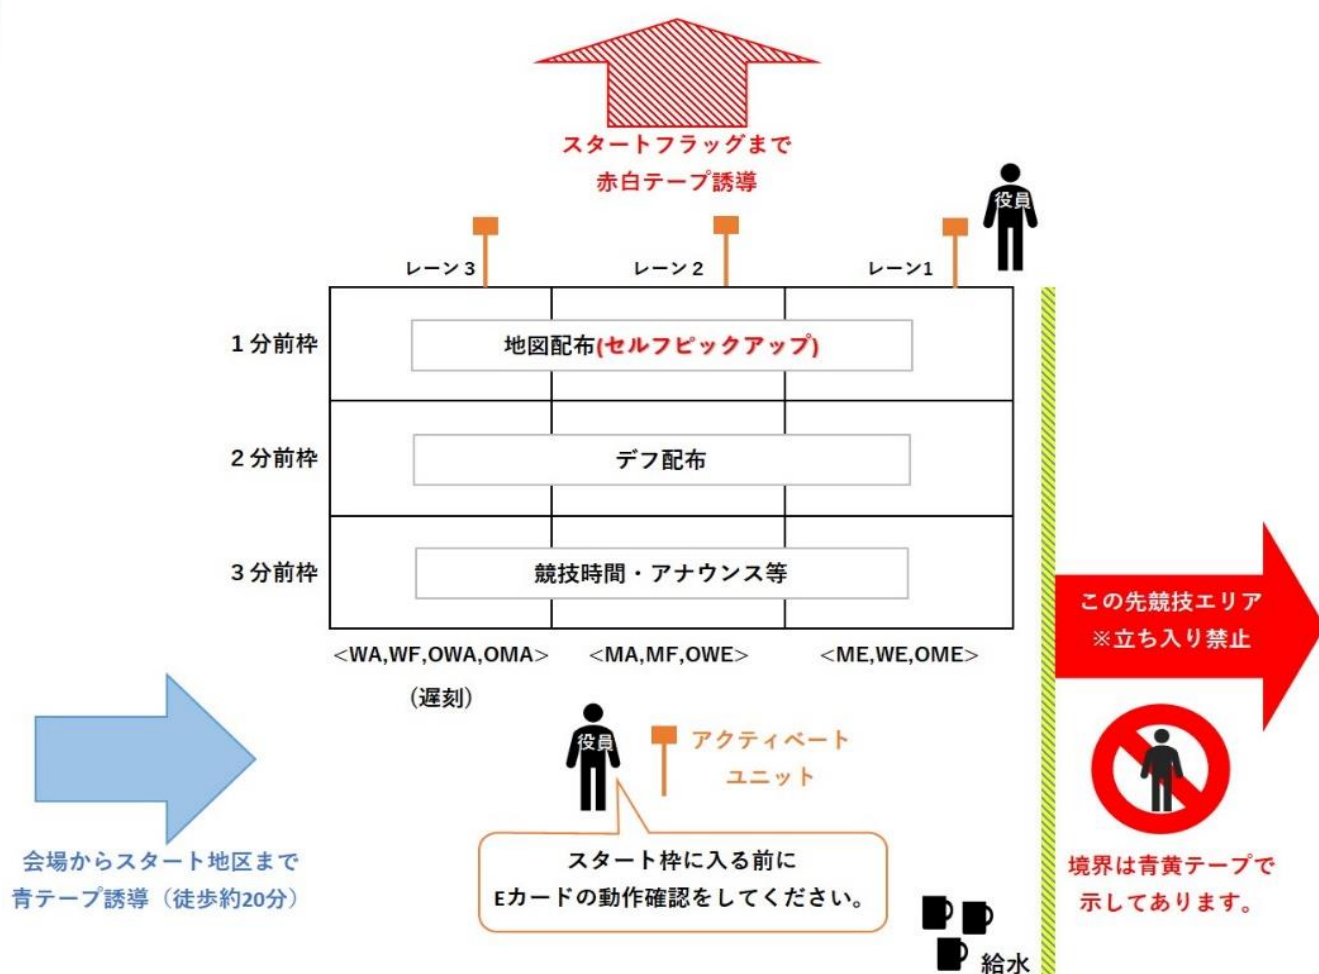 スタートフラッグまで
赤白テープ誘導
役員
レーン３ レーン２ レーン1
１分前枠 地図配布(セルフピックアップ)
２分前枠 デフ配布
３分前枠 競技時間・アナウンス等
<WA,WF,OWA,OMA> <MA,MF,OWE> <ME,WE,OME>
（遅刻）
この先競技エリア
※立ち入り禁止
役員
アクティベート
ユニット
会場からスタート地区まで
青テープ誘導（徒歩約20分）
スタート枠に入る前に
Eカードの動作確認をしてください。
境界は青黄テープで
示してあります。
給水